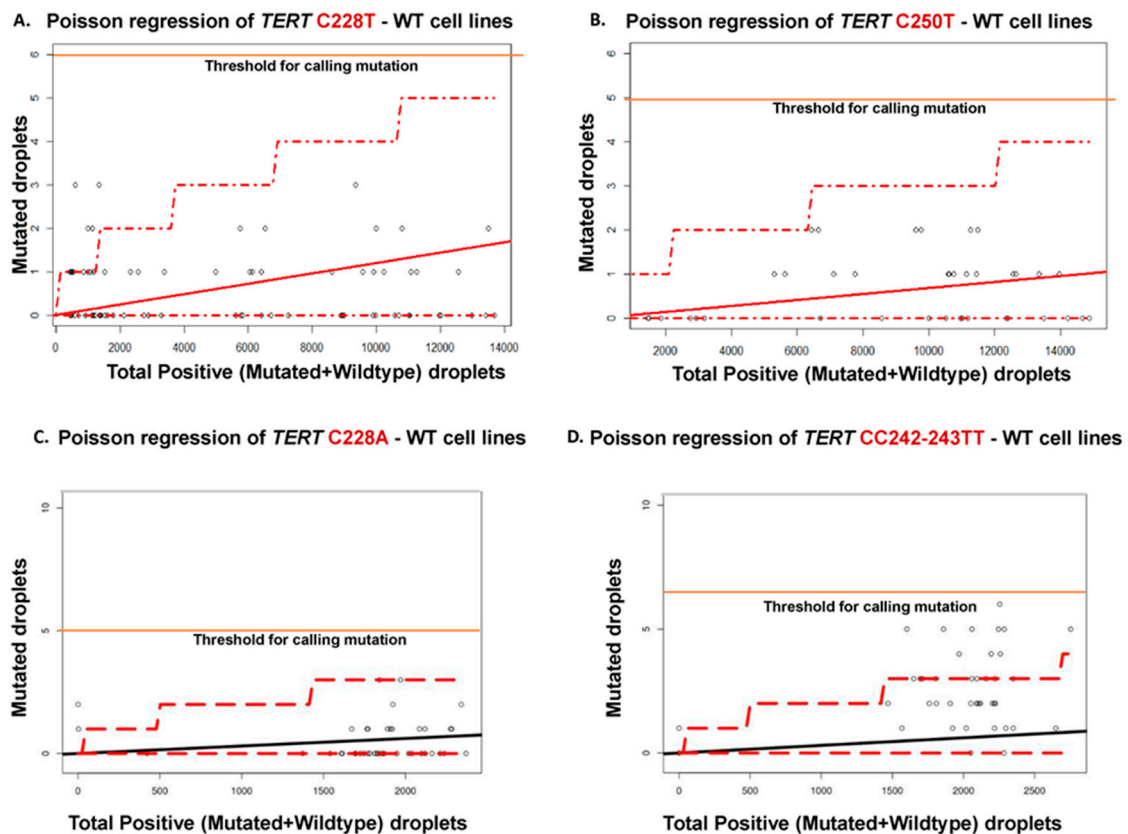 A. Poisson regression of TERT C228T - WT cell lines
6
5
4
3
2
1
0
Mutated droplets
Threshold for calling mutation
0 2000 4000 6000 8000 10000 12000 14000
Total Positive (Mutated+Wildtype) droplets
B. Poisson regression of TERT C250T - WT cell lines
6
5
4
3
2
1
0
Mutated droplets
Threshold for calling mutation
2000 4000 6000 8000 10000 12000 14000
Total Positive (Mutated+Wildtype) droplets
C. Poisson regression of TERT C228A - WT cell lines
10
5
0
Mutated droplets
Threshold for calling mutation
0 500 1000 1500 2000
Total Positive (Mutated+Wildtype) droplets
D. Poisson regression of TERT CC242-243TT - WT cell lines
10
5
0
Mutated droplets
Threshold for calling mutation
0 500 1000 1500 2000 2500
Total Positive (Mutated+Wildtype) droplets